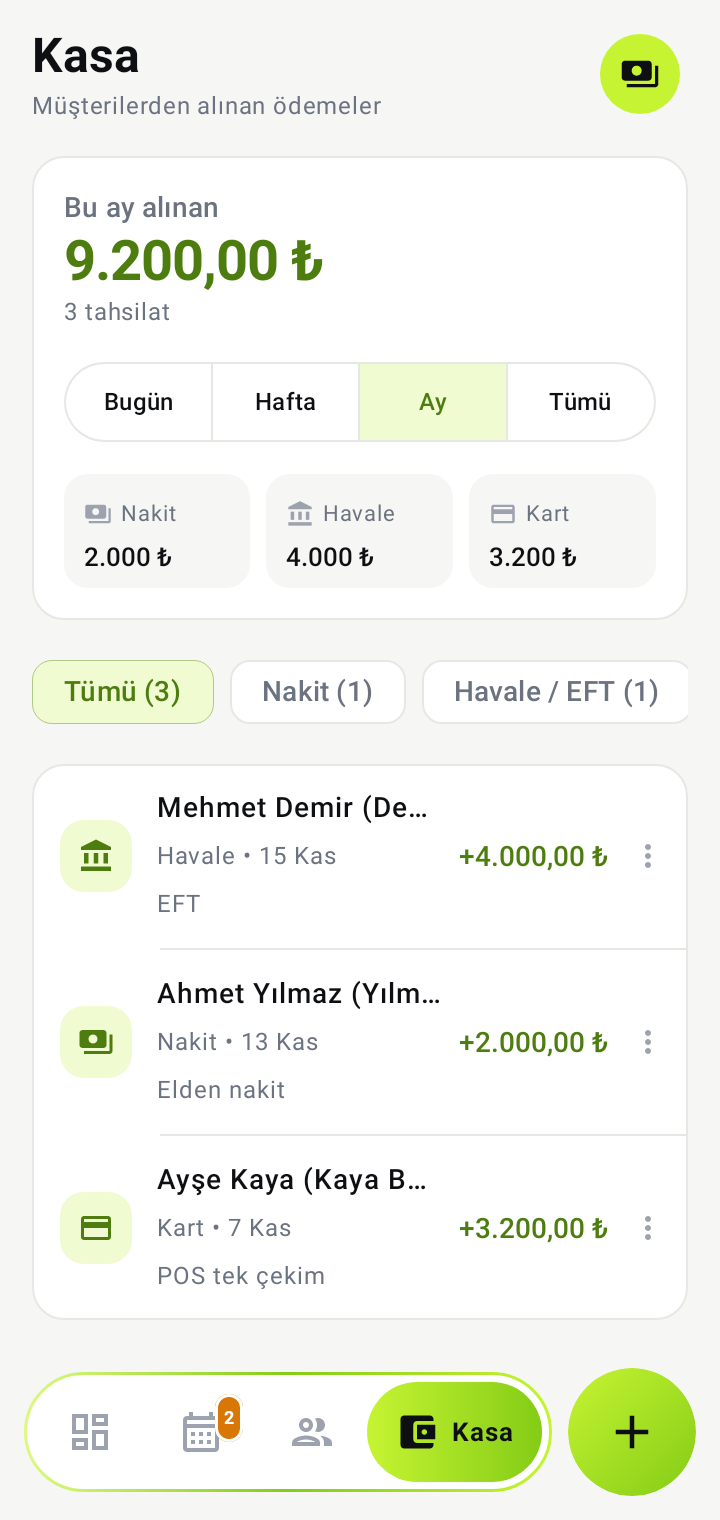 Kasa
Müşterilerden alınan ödemeler
Bu ay alınan
9.200,00 ₺
3 tahsilat
Bugün
Hafta
Ay
Tümü
Nakit
Havale
Kart
2.000 ₺
4.000 ₺
3.200 ₺
Tümü (3)
Nakit (1)
Havale / EFT (1)
Mehmet Demir (De…
Havale • 15 Kas
+4.000,00 ₺
EFT
Ahmet Yılmaz (Yılm…
Nakit • 13 Kas
+2.000,00 ₺
Elden nakit
Ayşe Kaya (Kaya B…
Kart • 7 Kas
+3.200,00 ₺
POS tek çekim
2
Kasa